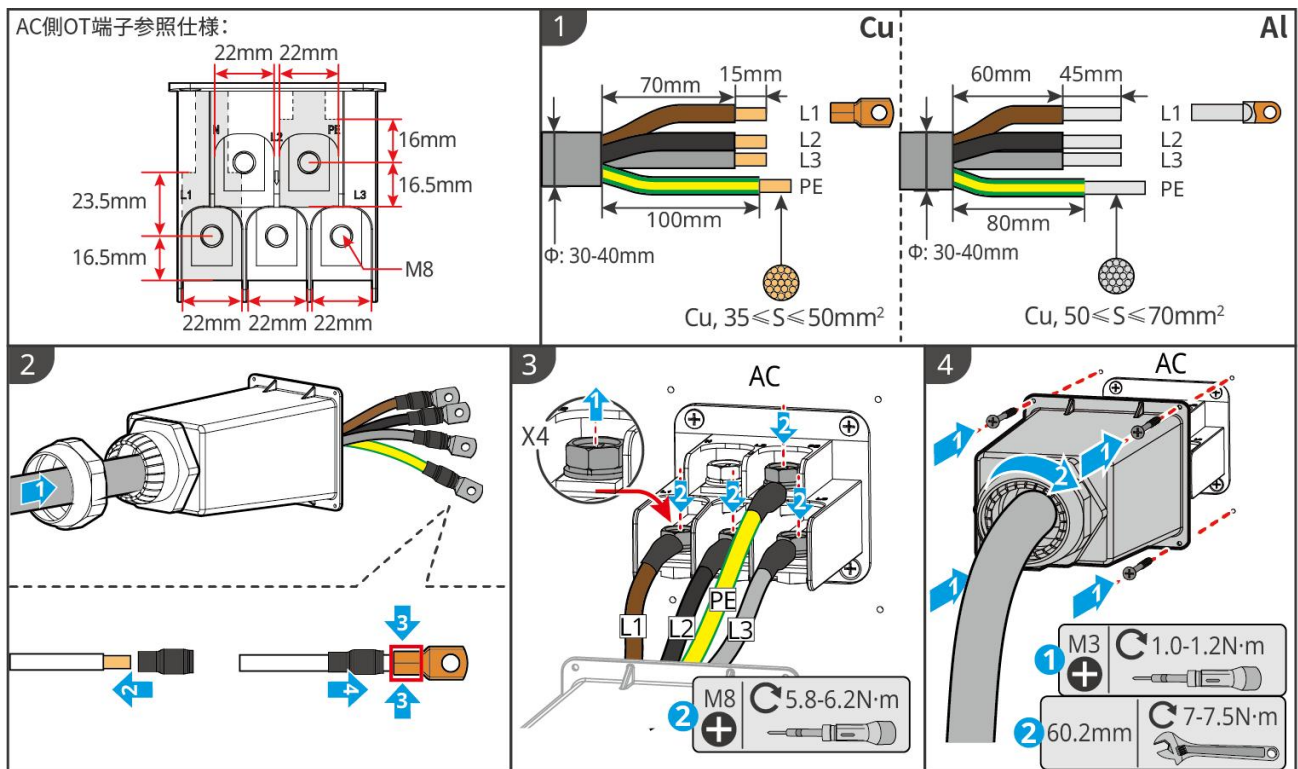 AC側OT端子参照仕様：
22mm 22mm
N L2 PE
16mm
16.5mm
23.5mm
L1 L3
16.5mm
M8
22mm 22mm 22mm
1
Cu
70mm 15mm
L1
L2
L3
PE
100mm
Φ: 30-40mm
Cu, 35≤S≤50mm²
Al
60mm 45mm
L1
L2
L3
PE
80mm
Φ: 30-40mm
Cu, 50≤S≤70mm²
2
1
2
3
4
3
3
AC
X4
1
2
2
2
2
L1 L2 PE L3
2 M8 5.8-6.2N·m
4
AC
1
1
2
1
1
1 M3 1.0-1.2N·m
2 60.2mm 7-7.5N·m